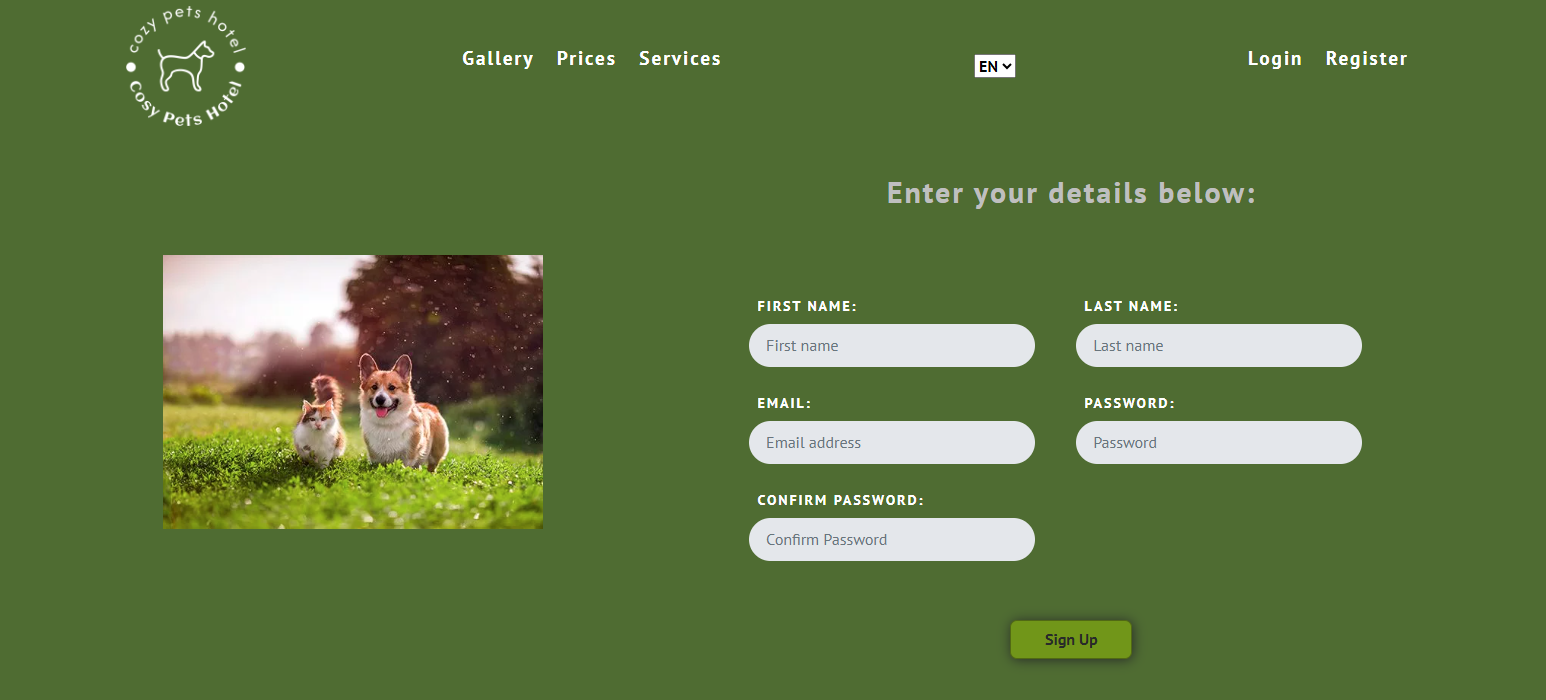 cozy pets hotel
Cosy Pets Hotel
Gallery Prices Services
EN
Login Register
Enter your details below:
FIRST NAME: LAST NAME:
First name Last name
EMAIL: PASSWORD:
Email address Password
CONFIRM PASSWORD:
Confirm Password
Sign Up